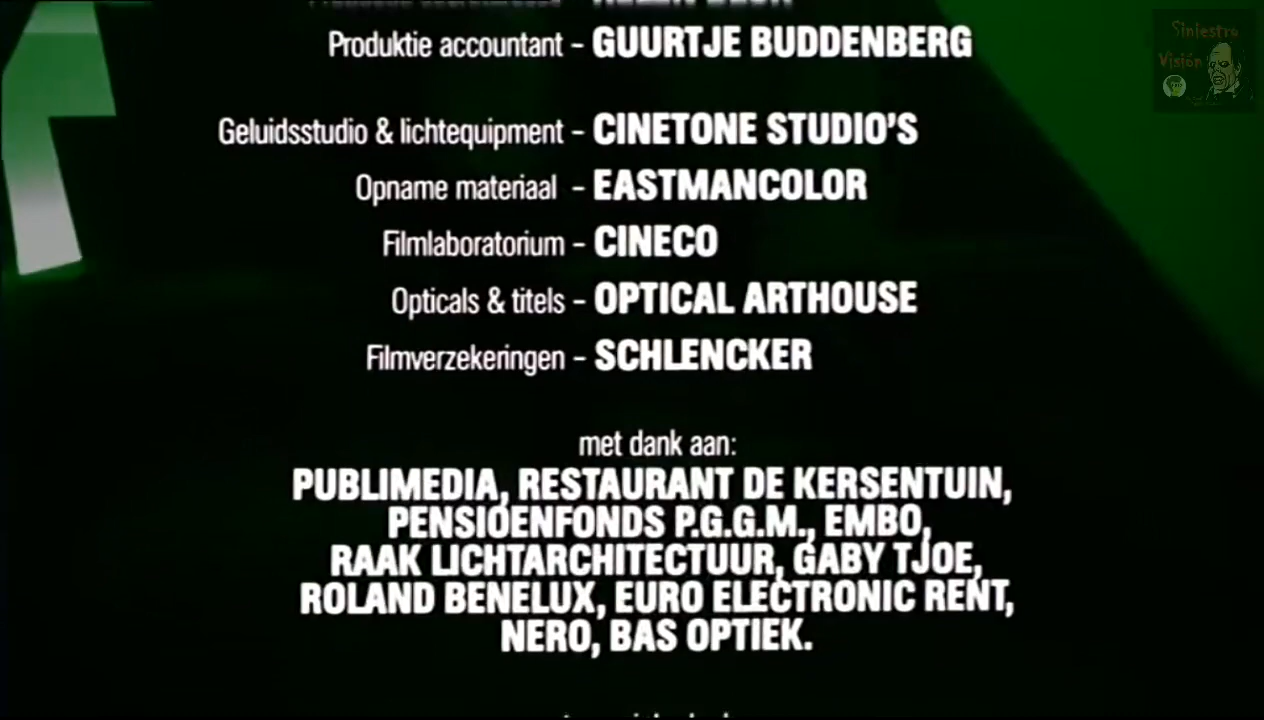 Produktie accountant - GUURTJE BUDDENBERG
Geluidsstudio & lichtequipment - CINETONE STUDIO'S
Opname materiaal - EASTMANCOLOR
Filmlaboratorium - CINECO
Opticals & titels - OPTICAL ARTHOUSE
Filmverzekeringen - SCHLENCKER
met dank aan:
PUBLIMEDIA, RESTAURANT DE KERSENTUIN,
PENSIOENFONDS P.G.G.M., EMBO,
RAAK LICHTARCHITECTUUR, GABY TJOE,
ROLAND BENELUX, EURO ELECTRONIC RENT,
NERO, BAS OPTIEK.
Siniestro
Visión